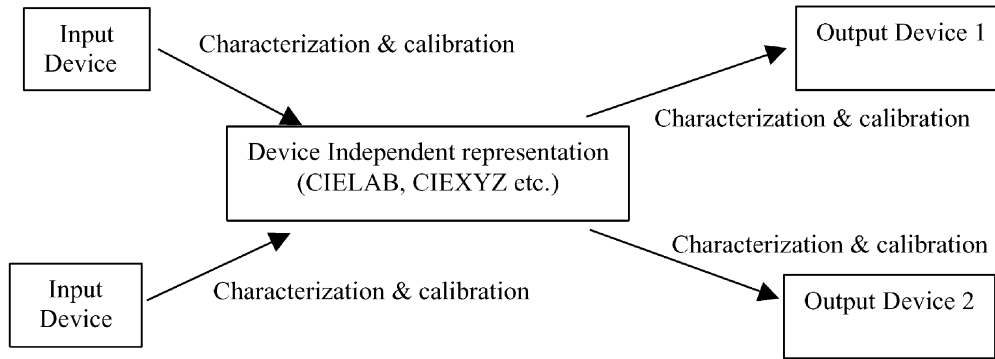 Input
Device
Characterization & calibration
Output Device 1
Characterization & calibration
Device Independent representation
(CIELAB, CIEXYZ etc.)
Characterization & calibration
Input
Device
Characterization & calibration
Output Device 2